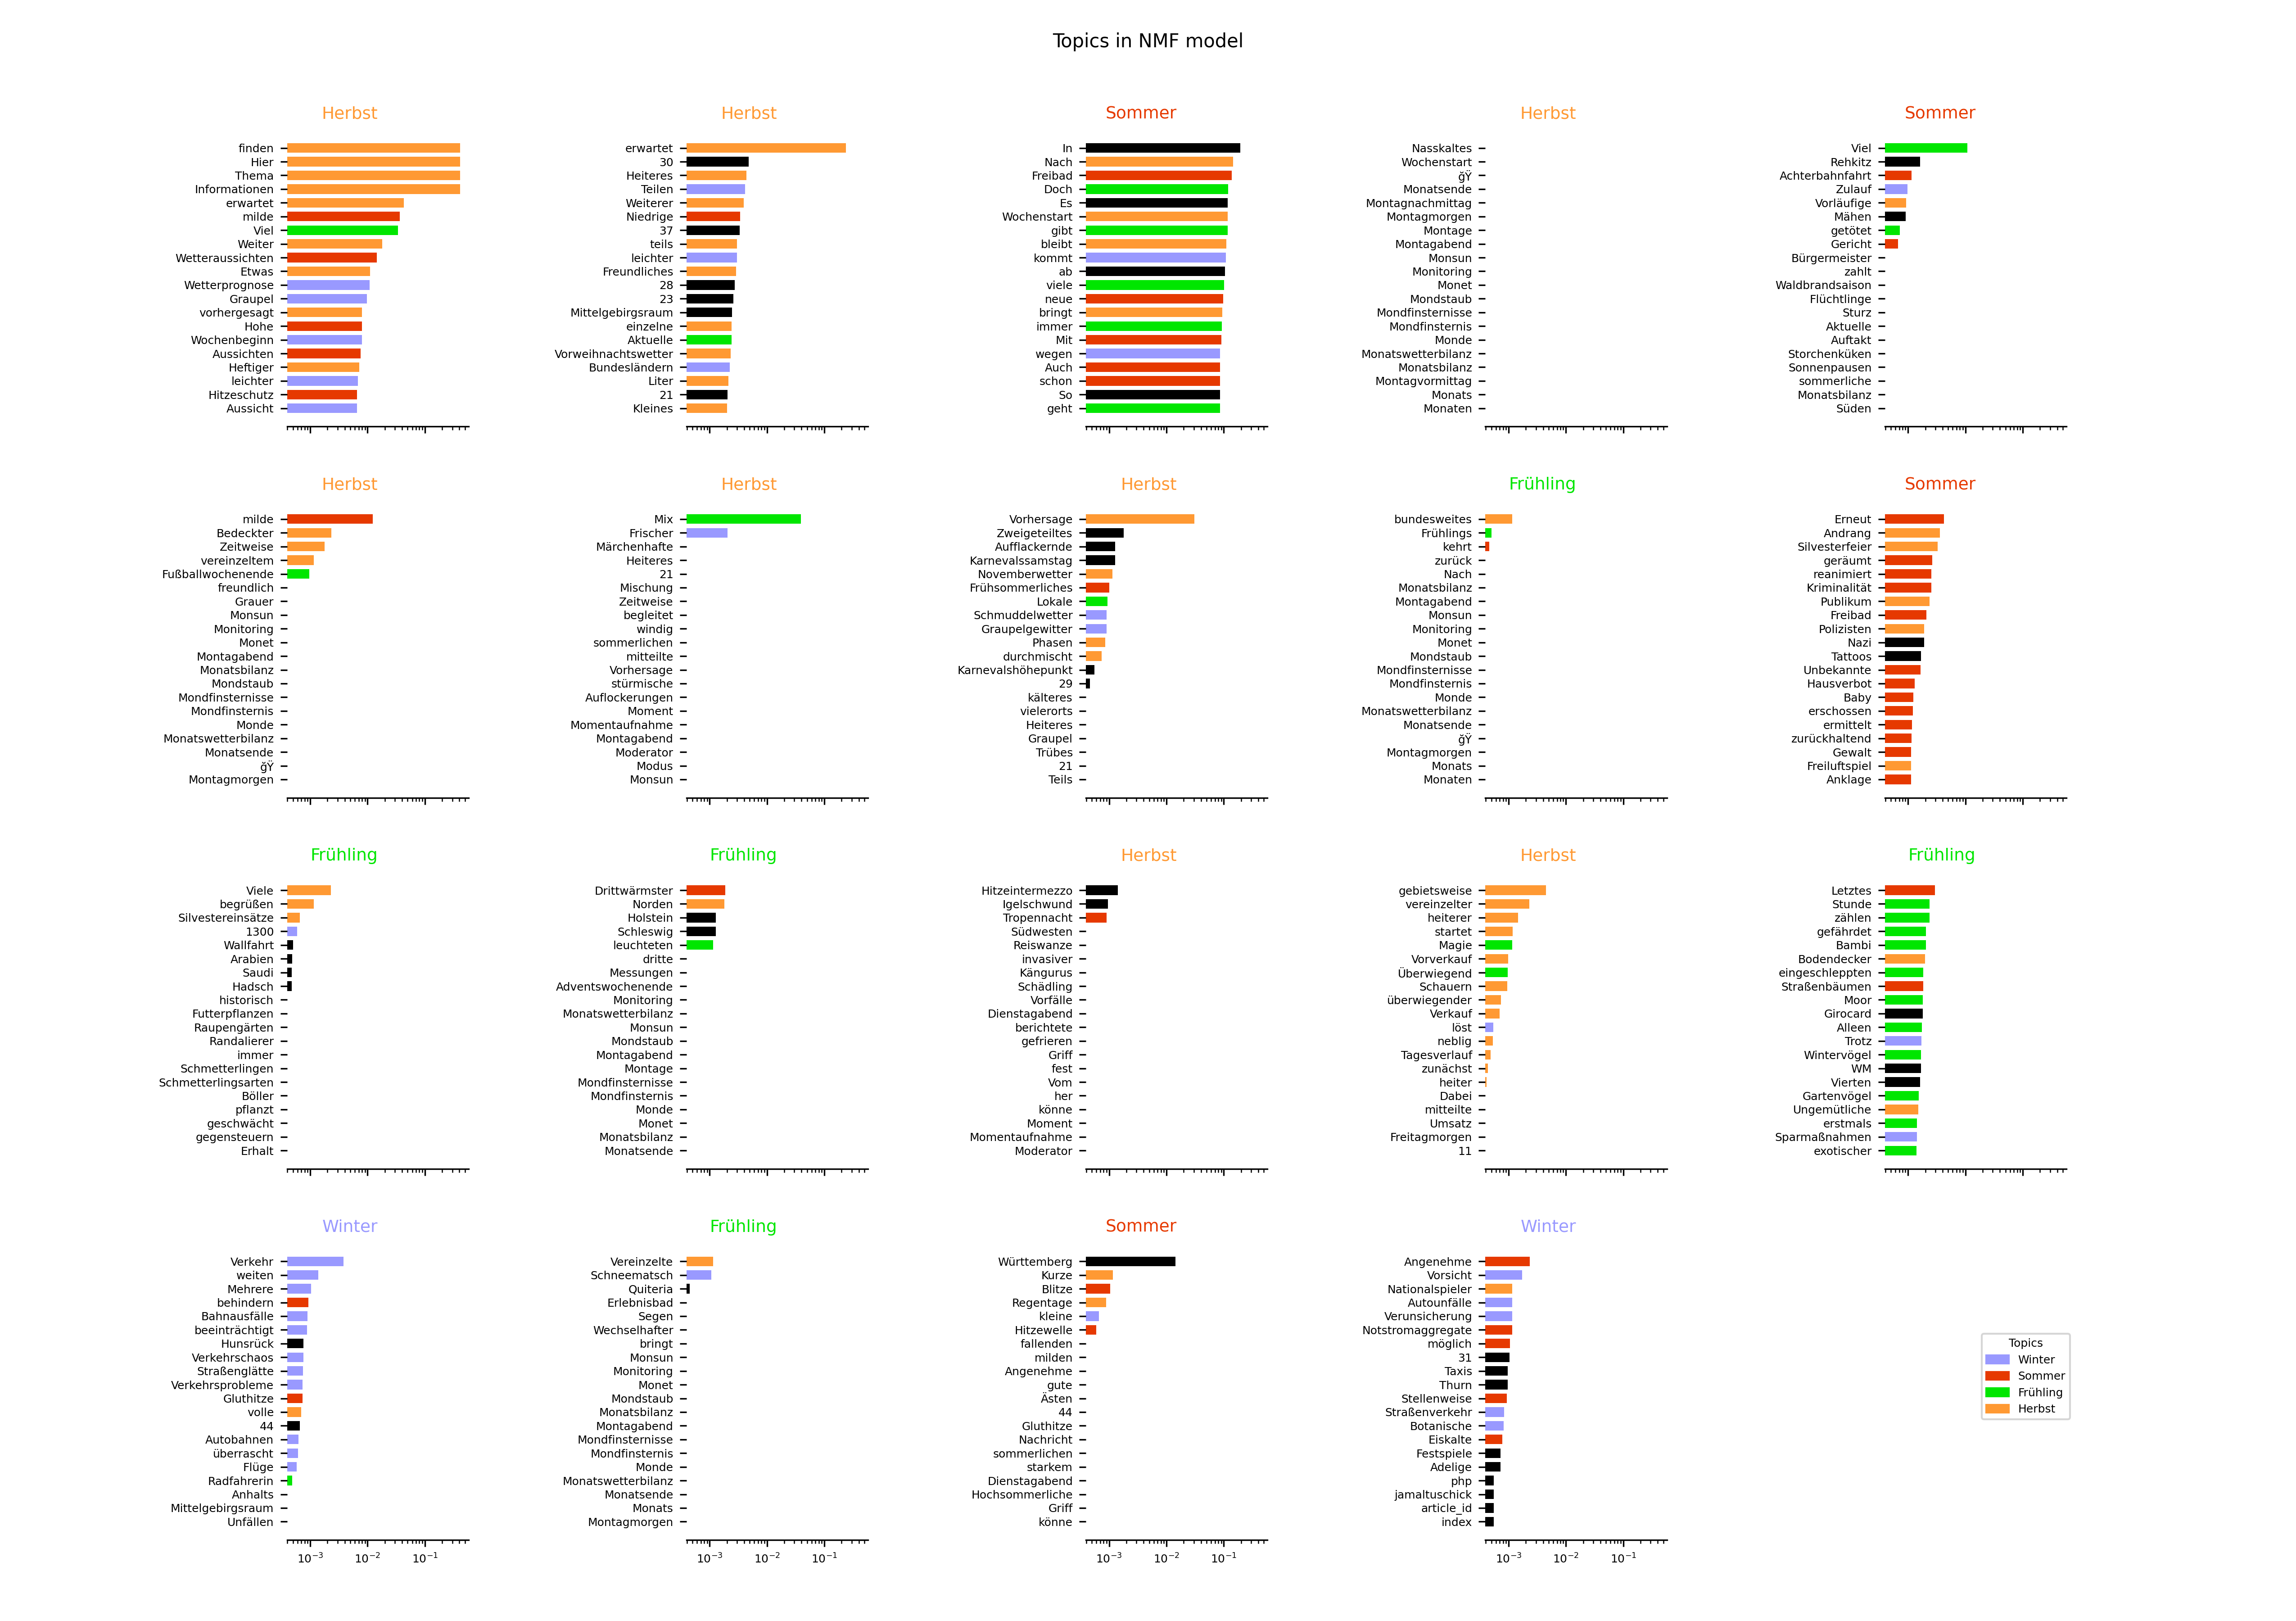 Topics in NMF model
Herbst
finden
Hier
Thema
Informationen
erwartet
milde
Viel
Weiter
Wetteraussichten
Etwas
Wetterprognose
Graupel
vorhergesagt
Hohe
Wochenbeginn
Aussichten
Heftiger
leichter
Hitzeschutz
Aussicht
Herbst
erwartet
30
Heiteres
Teilen
Weiterer
Niedrige
37
teils
leichter
Freundliches
28
23
Mittelgebirgsraum
einzelne
Aktuelle
Vorweihnachtswetter
Bundesländern
Liter
21
Kleines
Sommer
In
Nach
Freibad
Doch
Es
Wochenstart
gibt
bleibt
kommt
ab
viele
neue
bringt
immer
Mit
wegen
Auch
schon
So
geht
Herbst
Nasskaltes
Wochenstart
ğŸ
Monatsende
Montagnachmittag
Montagmorgen
Montage
Montagabend
Monsun
Monitoring
Monet
Mondstaub
Mondfinsternisse
Mondfinsternis
Monde
Monatswetterbilanz
Monatsbilanz
Montagvormittag
Monats
Monaten
Sommer
Viel
Rehkitz
Achterbahnfahrt
Zulauf
Vorläufige
Mähen
getötet
Gericht
Bürgermeister
zahlt
Waldbrandsaison
Flüchtlinge
Sturz
Aktuelle
Auftakt
Storchenküken
Sonnenpausen
sommerliche
Monatsbilanz
Süden
Herbst
milde
Bedeckter
Zeitweise
vereinzeltem
Fußballwochenende
freundlich
Grauer
Monsun
Monitoring
Monet
Montagabend
Monatsbilanz
Mondstaub
Mondfinsternisse
Mondfinsternis
Monde
Monatswetterbilanz
Monatsende
ğŸ
Montagmorgen
Herbst
Mix
Frischer
Märchenhafte
Heiteres
21
Mischung
Zeitweise
begleitet
windig
sommerlichen
mitteilte
Vorhersage
stürmische
Auflockerungen
Moment
Momentaufnahme
Montagabend
Moderator
Modus
Monsun
Herbst
Vorhersage
Zweigeteiltes
Aufflackernde
Karnevalssamstag
Novemberwetter
Frühsommerliches
Lokale
Schmuddelwetter
Graupelgewitter
Phasen
durchmischt
Karnevalshöhepunkt
29
kälteres
vielerorts
Heiteres
Graupel
Trübes
21
Teils
Frühling
bundesweites
Frühlings
kehrt
zurück
Nach
Monatsbilanz
Montagabend
Monsun
Monitoring
Monet
Mondstaub
Mondfinsternisse
Mondfinsternis
Monde
Monatswetterbilanz
Monatsende
ğŸ
Montagmorgen
Monats
Monaten
Sommer
Erneut
Andrang
Silvesterfeier
geräumt
reanimiert
Kriminalität
Publikum
Freibad
Polizisten
Nazi
Tattoos
Unbekannte
Hausverbot
Baby
erschossen
ermittelt
zurückhaltend
Gewalt
Freiluftspiel
Anklage
Frühling
Viele
begrüßen
Silvestereinsätze
1300
Wallfahrt
Arabien
Saudi
Hadsch
historisch
Futterpflanzen
Raupengärten
Randalierer
immer
Schmetterlingen
Schmetterlingsarten
Böller
pflanzt
geschwächt
gegensteuern
Erhalt
Frühling
Drittwärmster
Norden
Holstein
Schleswig
leuchteten
dritte
Messungen
Adventswochenende
Monitoring
Monatswetterbilanz
Monsun
Mondstaub
Montagabend
Montage
Mondfinsternisse
Mondfinsternis
Monde
Monet
Monatsbilanz
Monatsende
Herbst
Hitzeintermezzo
Igelschwund
Tropennacht
Südwesten
Reiswanze
invasiver
Kängurus
Schädling
Vorfälle
Dienstagabend
berichtete
gefrieren
Griff
fest
Vom
her
könne
Moment
Momentaufnahme
Moderator
Herbst
gebietsweise
vereinzelter
heiterer
startet
Magie
Vorverkauf
Überwiegend
Schauern
überwiegender
Verkauf
löst
neblig
Tagesverlauf
zunächst
heiter
Dabei
mitteilte
Umsatz
Freitagmorgen
11
Frühling
Letztes
Stunde
zählen
gefährdet
Bambi
Bodendecker
eingeschleppten
Straßenbäumen
Moor
Girocard
Alleen
Trotz
Wintervögel
WM
Vierten
Gartenvögel
Ungemütliche
erstmals
Sparmaßnahmen
exotischer
Winter
Verkehr
weiten
Mehrere
behindern
Bahnausfälle
beeinträchtigt
Hunsrück
Verkehrschaos
Straßenglätte
Verkehrsprobleme
Gluthitze
volle
44
Autobahnen
überrascht
Flüge
Radfahrerin
Anhalts
Mittelgebirgsraum
Unfällen
10⁻³ 10⁻² 10⁻¹
Frühling
Vereinzelte
Schneematsch
Quiteria
Erlebnisbad
Segen
Wechselhafter
bringt
Monsun
Monitoring
Monet
Mondstaub
Monatsbilanz
Montagabend
Mondfinsternisse
Mondfinsternis
Monde
Monatswetterbilanz
Monatsende
Monats
Montagmorgen
10⁻³ 10⁻² 10⁻¹
Sommer
Württemberg
Kurze
Blitze
Regentage
kleine
Hitzewelle
fallenden
milden
Angenehme
gute
Ästen
44
Gluthitze
Nachricht
sommerlichen
starkem
Dienstagabend
Hochsommerliche
Griff
könne
10⁻³ 10⁻² 10⁻¹
Winter
Angenehme
Vorsicht
Nationalspieler
Autounfälle
Verunsicherung
Notstromaggregate
möglich
31
Taxis
Thurn
Stellenweise
Straßenverkehr
Botanische
Eiskalte
Festspiele
Adelige
php
jamaltuschick
article_id
index
10⁻³ 10⁻² 10⁻¹
Topics
Winter
Sommer
Frühling
Herbst